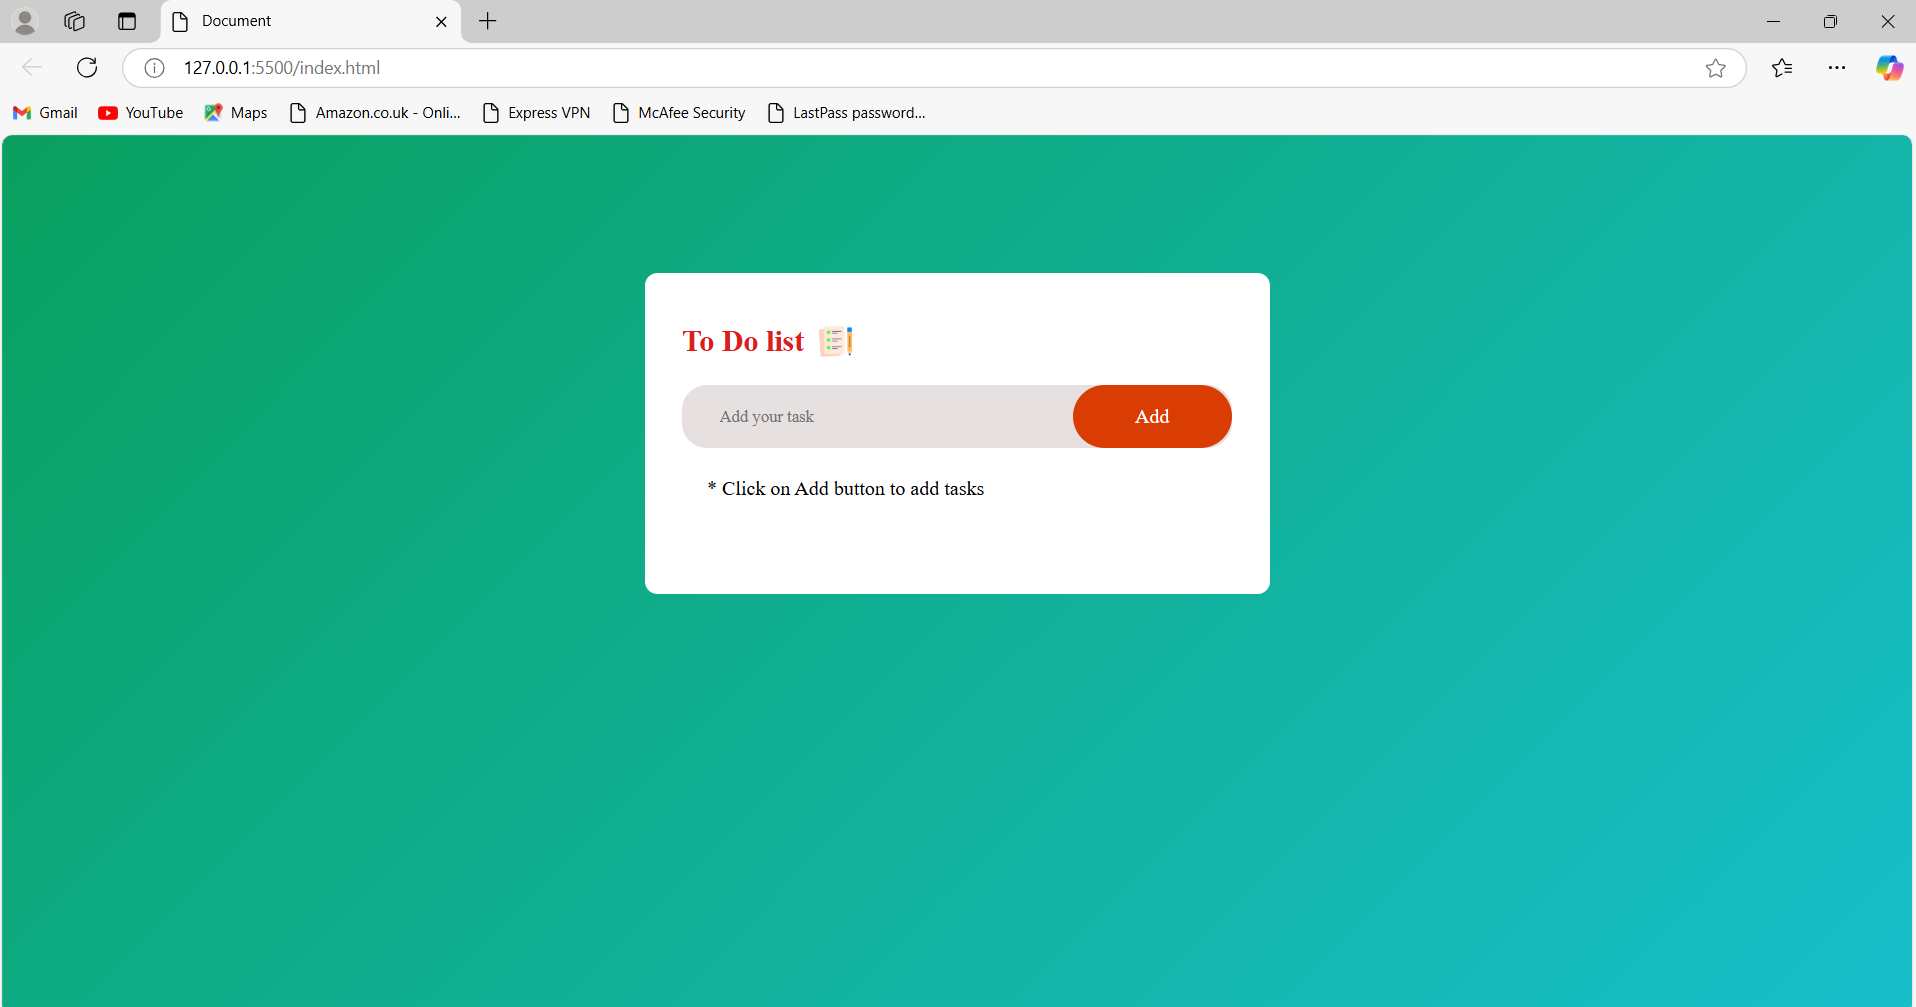 Document
127.0.0.1:5500/index.html
Gmail YouTube Maps Amazon.co.uk - Onli... Express VPN McAfee Security LastPass password...
To Do list
Add your task Add
* Click on Add button to add tasks